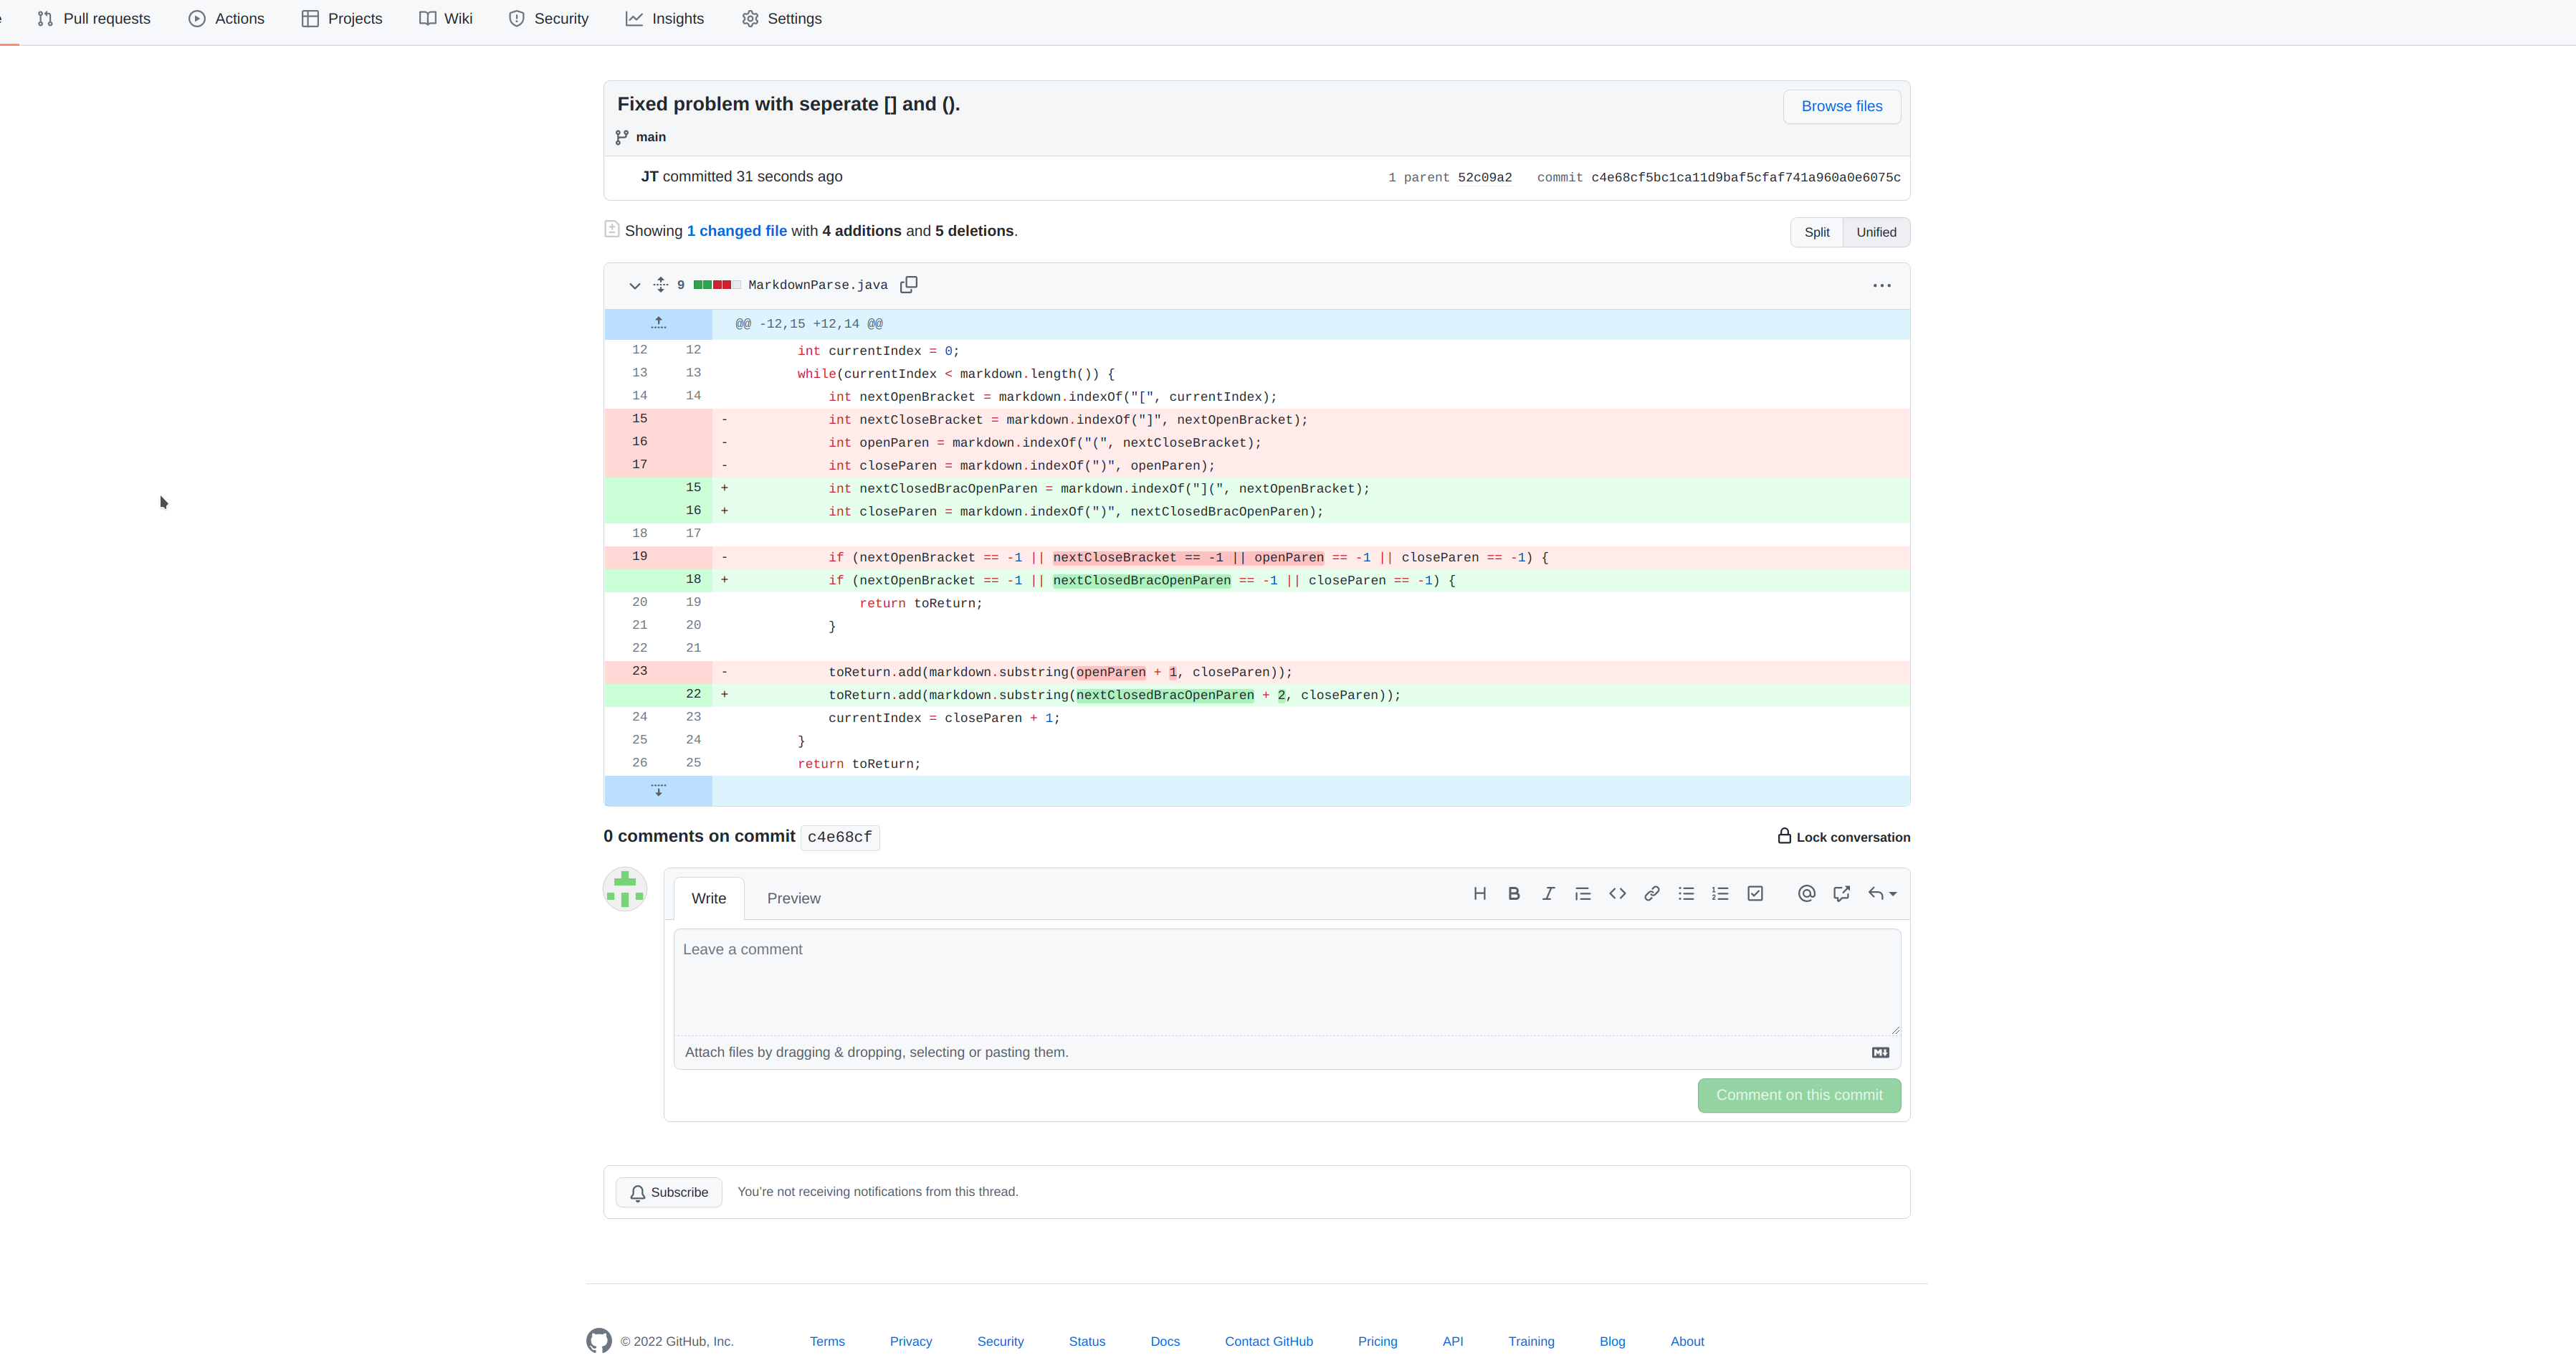 Pull requests Actions Projects Wiki Security Insights Settings
Fixed problem with seperate [] and ().
Browse files
main
JT committed 31 seconds ago 1 parent 52c09a2 commit c4e68cf5bc1ca11d9baf5cfaf741a960a0e6075c
Showing 1 changed file with 4 additions and 5 deletions.
Split Unified
9 MarkdownParse.java
@@ -12,15 +12,14 @@
12 12 int currentIndex = 0;
13 13 while(currentIndex < markdown.length()) {
14 14 int nextOpenBracket = markdown.indexOf("[", currentIndex);
15 - int nextCloseBracket = markdown.indexOf("]", nextOpenBracket);
16 - int openParen = markdown.indexOf("(", nextCloseBracket);
17 - int closeParen = markdown.indexOf(")", openParen);
15 + int nextClosedBracOpenParen = markdown.indexOf("](", nextOpenBracket);
16 + int closeParen = markdown.indexOf(")", nextClosedBracOpenParen);
18 17
19 - if (nextOpenBracket == -1 || nextCloseBracket == -1 || openParen == -1 || closeParen == -1) {
18 + if (nextOpenBracket == -1 || nextClosedBracOpenParen == -1 || closeParen == -1) {
20 19 return toReturn;
21 20 }
22 21
23 - toReturn.add(markdown.substring(openParen + 1, closeParen));
22 + toReturn.add(markdown.substring(nextClosedBracOpenParen + 2, closeParen));
24 23 currentIndex = closeParen + 1;
25 24 }
26 25 return toReturn;
0 comments on commit c4e68cf
Lock conversation
Write Preview
Leave a comment
Attach files by dragging & dropping, selecting or pasting them.
Comment on this commit
Subscribe You're not receiving notifications from this thread.
© 2022 GitHub, Inc. Terms Privacy Security Status Docs Contact GitHub Pricing API Training Blog About